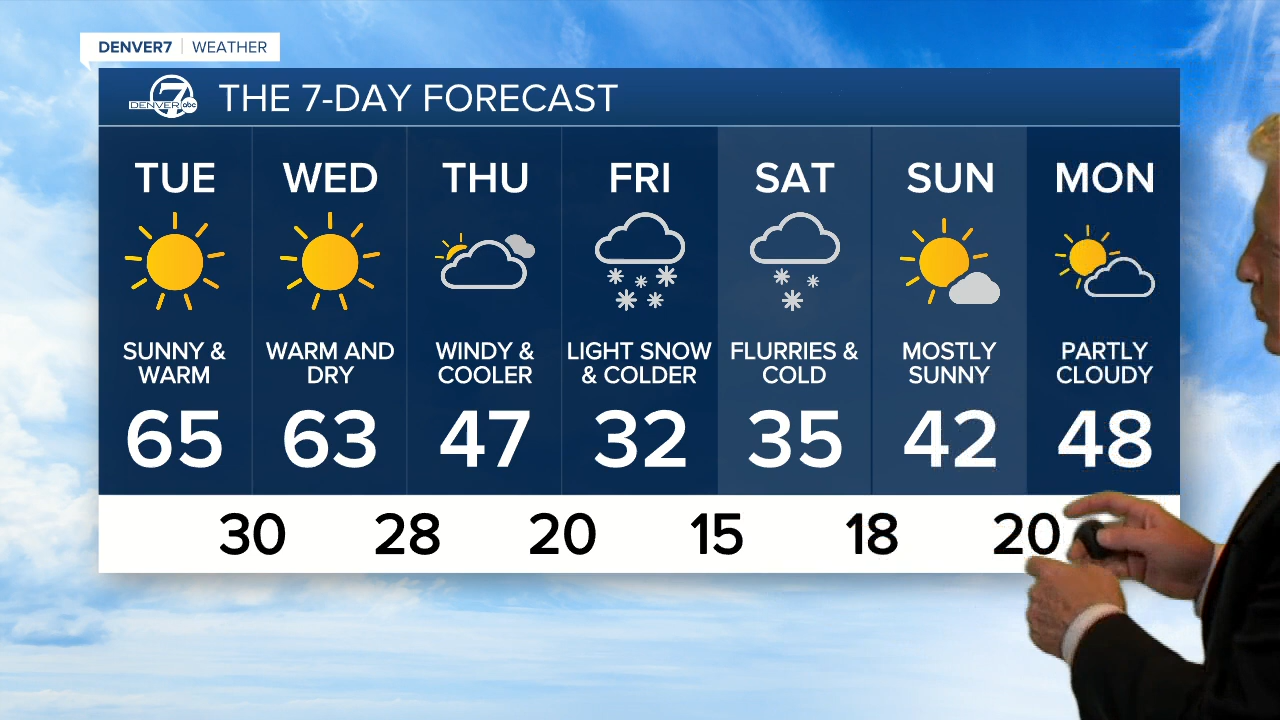 DENVER7 | WEATHER
7
DENVER abc
THE 7-DAY FORECAST
TUE WED THU FRI SAT SUN MON
SUNNY & WARM AND WINDY & LIGHT SNOW FLURRIES & MOSTLY PARTLY
WARM DRY COOLER & COLDER COLD SUNNY CLOUDY
65 63 47 32 35 42 48
30 28 20 15 18 20